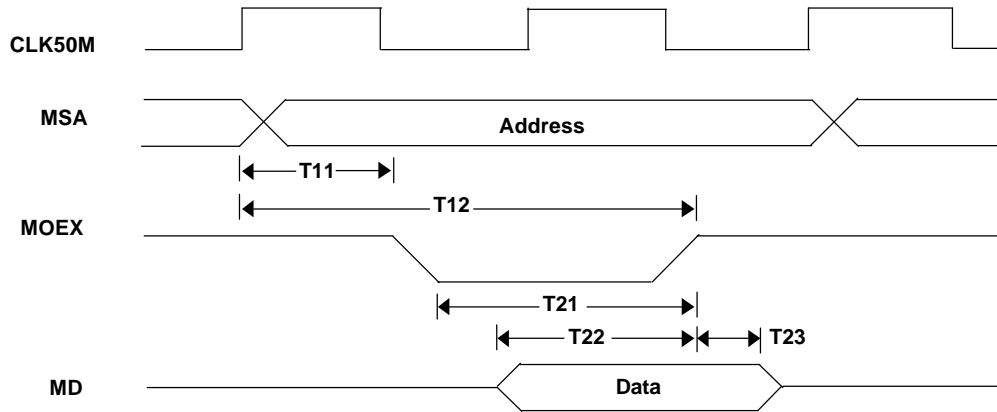 CLK50M
MSA
Address
T11
T12
MOEX
T21
T22
T23
MD
Data